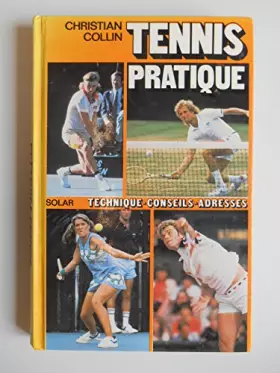 CHRISTIAN
COLLIN
TENNIS
PRATIQUE
SOLAR
TECHNIQUE-CONSEILS-ADRESSES